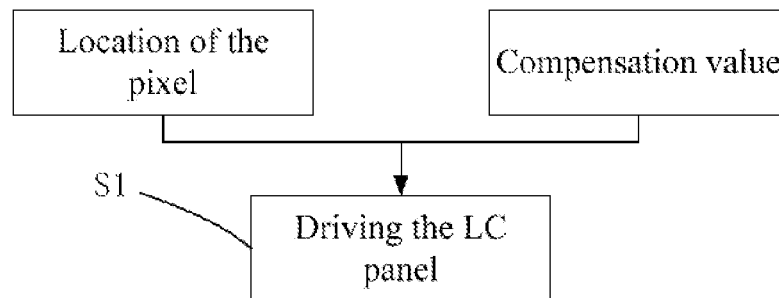 Location of the
pixel
Compensation value
S1
Driving the LC
panel